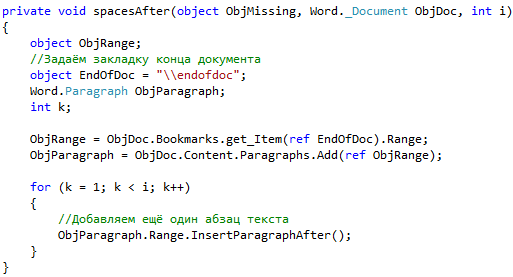 private void spacesAfter(object ObjMissing, Word._Document ObjDoc, int i)
{
    object ObjRange;
    //Задаём закладку конца документа
    object EndOfDoc = "\\endofdoc";
    Word.Paragraph ObjParagraph;
    int k;

    ObjRange = ObjDoc.Bookmarks.get_Item(ref EndOfDoc).Range;
    ObjParagraph = ObjDoc.Content.Paragraphs.Add(ref ObjRange);

    for (k = 1; k < i; k++)
    {
        //Добавляем ещё один абзац текста
        ObjParagraph.Range.InsertParagraphAfter();
    }
}